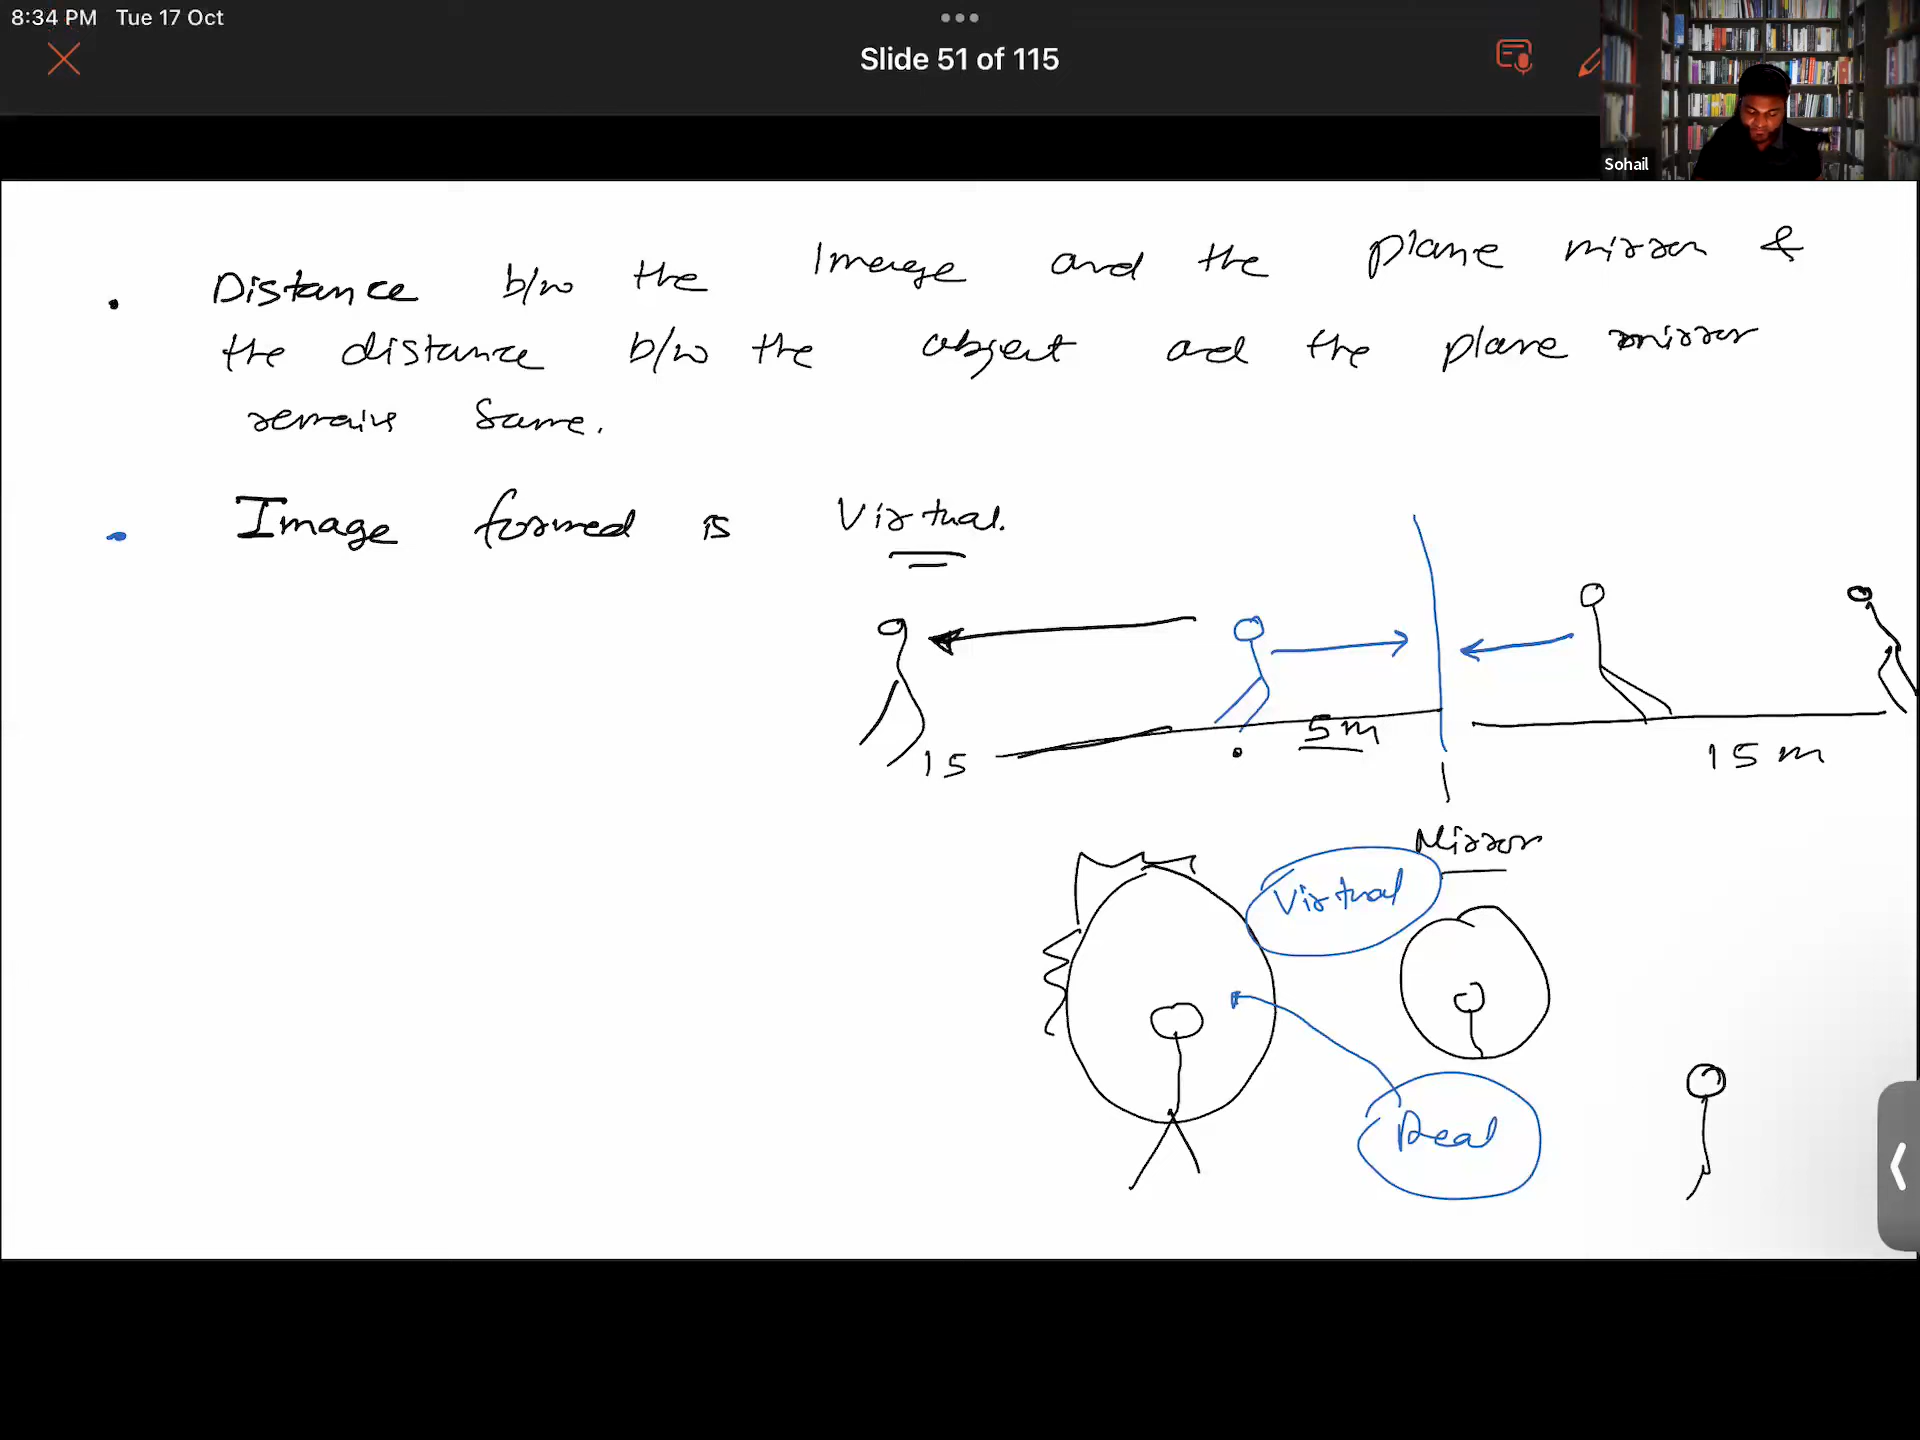 8:34 PM Tue 17 Oct
Slide 51 of 115
Sohail
Distance b/w the Image and the plane mirror &
the distance b/w the object and the plane mirror
remains same.
Image formed is Virtual.
5m
15
15 m
Mirror
Virtual
Real